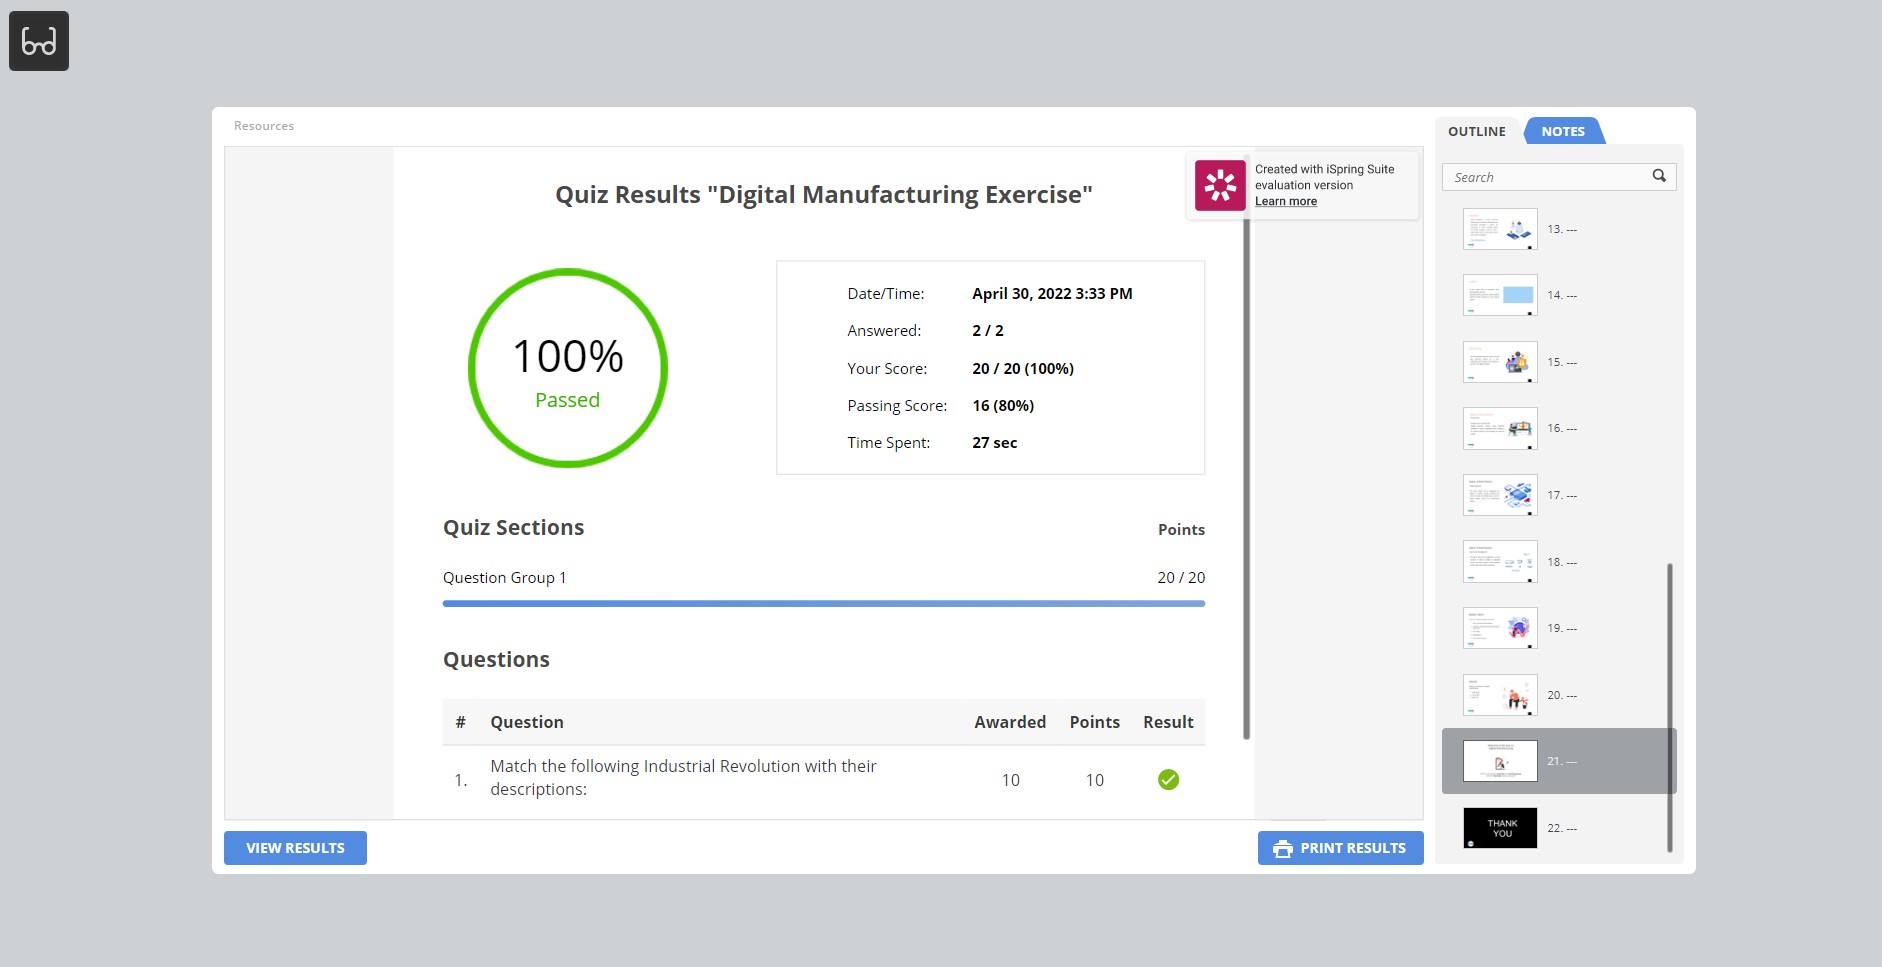 Resources
OUTLINE
NOTES
Created with iSpring Suite
evaluation version
Learn more
Search
Quiz Results "Digital Manufacturing Exercise"
100%
Passed
Date/Time: April 30, 2022 3:33 PM
Answered: 2 / 2
Your Score: 20 / 20 (100%)
Passing Score: 16 (80%)
Time Spent: 27 sec
Quiz Sections Points
Question Group 1 20 / 20
Questions
# Question Awarded Points Result
1. Match the following Industrial Revolution with their
descriptions: 10 10
VIEW RESULTS
PRINT RESULTS
13. ---
14. ---
15. ---
16. ---
17. ---
18. ---
19. ---
20. ---
21. ---
THANK
YOU
22. ---